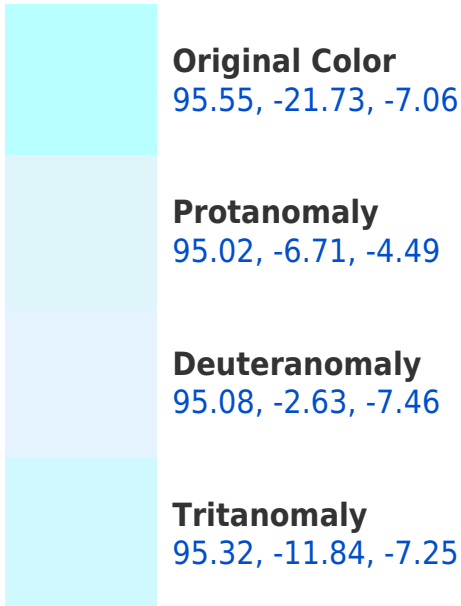 Original Color
95.55, -21.73, -7.06
Protanomaly
95.02, -6.71, -4.49
Deuteranomaly
95.08, -2.63, -7.46
Tritanomaly
95.32, -11.84, -7.25